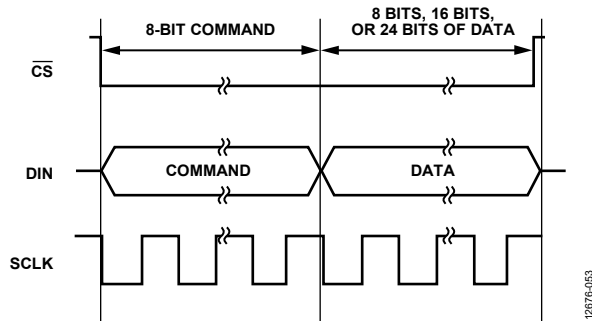 8-BIT COMMAND
8 BITS, 16 BITS,
OR 24 BITS OF DATA
CS
DIN
COMMAND
DATA
SCLK
12676-053